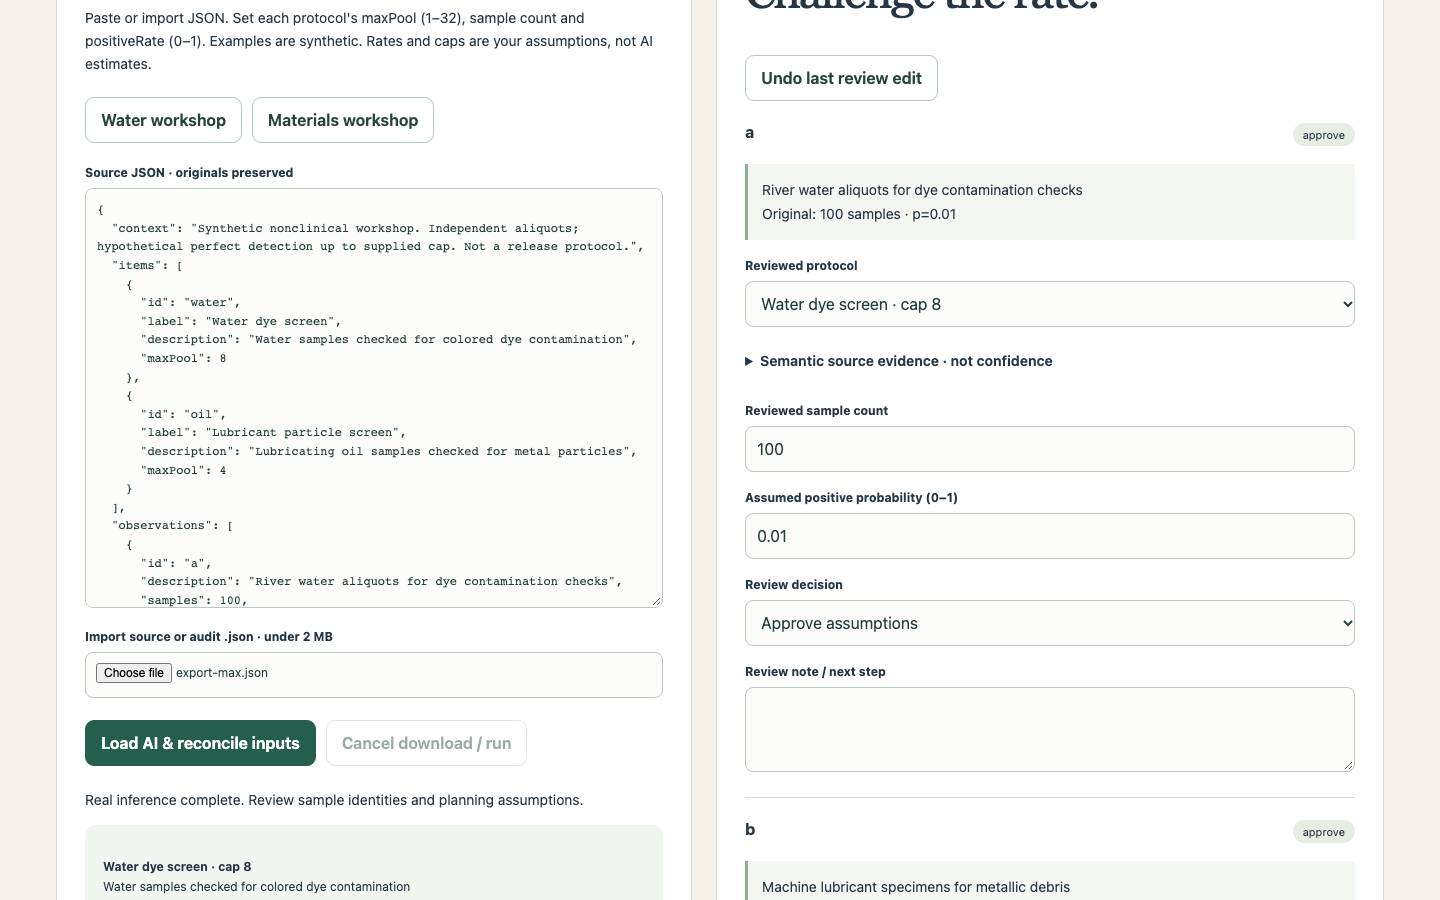 Paste or import JSON. Set each protocol's maxPool (1–32), sample count and
positiveRate (0–1). Examples are synthetic. Rates and caps are your assumptions, not AI
estimates.
Water workshop
Materials workshop
Source JSON · originals preserved
{
"context": "Synthetic nonclinical workshop. Independent aliquots;
hypothetical perfect detection up to supplied cap. Not a release protocol.",
"items": [
{
"id": "water",
"label": "Water dye screen",
"description": "Water samples checked for colored dye contamination",
"maxPool": 8
},
{
"id": "oil",
"label": "Lubricant particle screen",
"description": "Lubricating oil samples checked for metal particles",
"maxPool": 4
}
],
"observations": [
{
"id": "a",
"description": "River water aliquots for dye contamination checks",
"samples": 100,
Import source or audit .json · under 2 MB
Choose file export-max.json
Load AI & reconcile inputs
Cancel download / run
Real inference complete. Review sample identities and planning assumptions.
Water dye screen · cap 8
Water samples checked for colored dye contamination
Challenge the rate.
Undo last review edit
a
approve
River water aliquots for dye contamination checks
Original: 100 samples · p=0.01
Reviewed protocol
Water dye screen · cap 8
Semantic source evidence · not confidence
Reviewed sample count
100
Assumed positive probability (0–1)
0.01
Review decision
Approve assumptions
Review note / next step
b
approve
Machine lubricant specimens for metallic debris